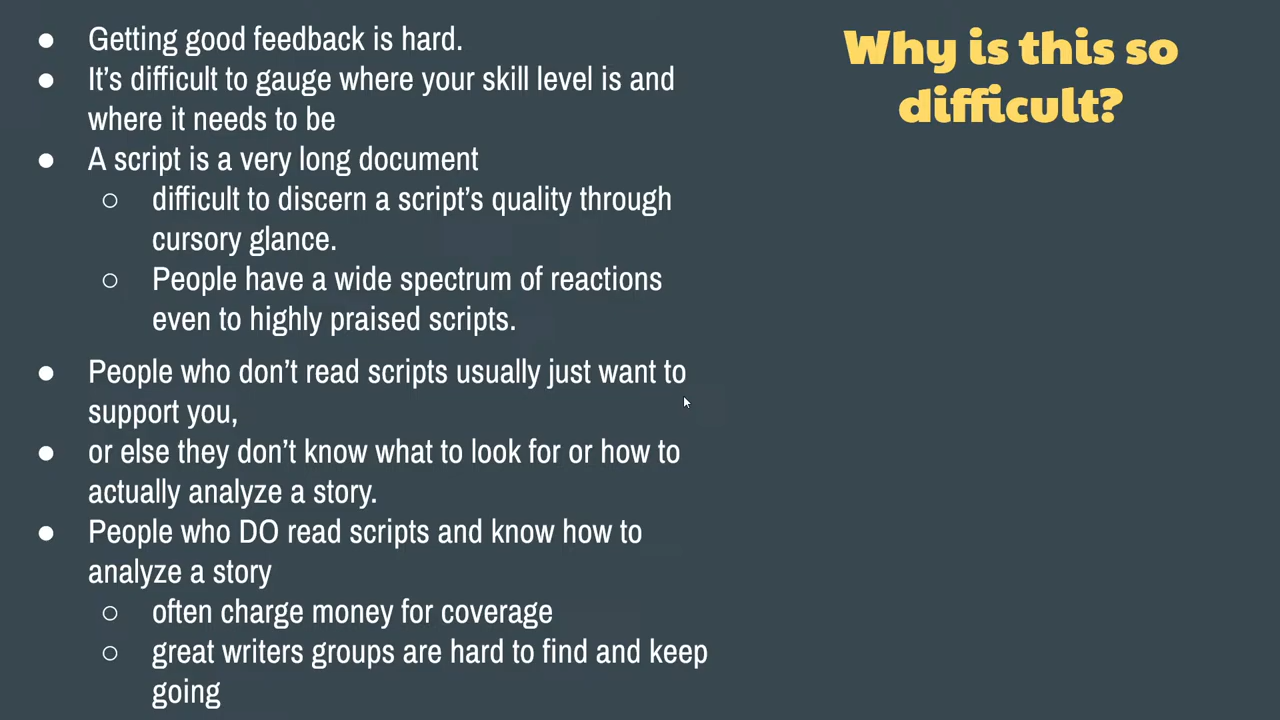 Why is this so
difficult?
● Getting good feedback is hard.
● It’s difficult to gauge where your skill level is and
where it needs to be
● A script is a very long document
○ difficult to discern a script’s quality through
cursory glance.
○ People have a wide spectrum of reactions
even to highly praised scripts.
● People who don’t read scripts usually just want to
support you,
● or else they don’t know what to look for or how to
actually analyze a story.
● People who DO read scripts and know how to
analyze a story
○ often charge money for coverage
○ great writers groups are hard to find and keep
going